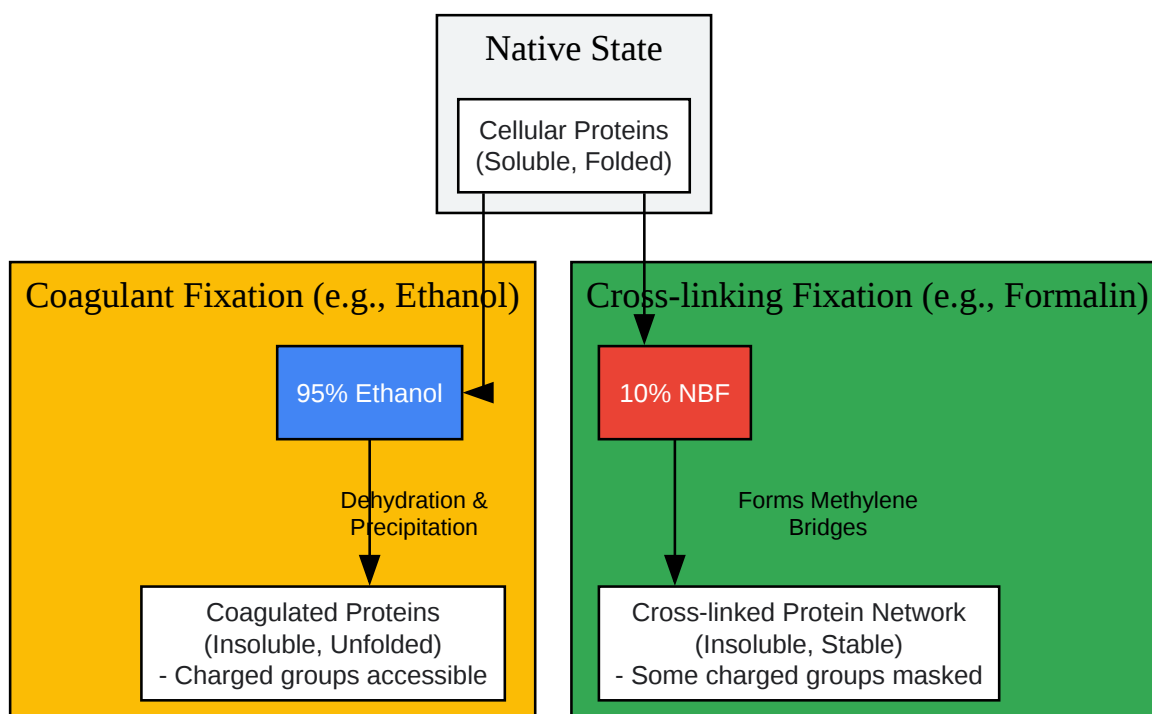 Native State
Cellular Proteins
(Soluble, Folded)
Coagulant Fixation (e.g., Ethanol)
95% Ethanol
Dehydration &
Precipitation
Coagulated Proteins
(Insoluble, Unfolded)
- Charged groups accessible
Cross-linking Fixation (e.g., Formalin)
10% NBF
Forms Methylene
Bridges
Cross-linked Protein Network
(Insoluble, Stable)
- Some charged groups masked